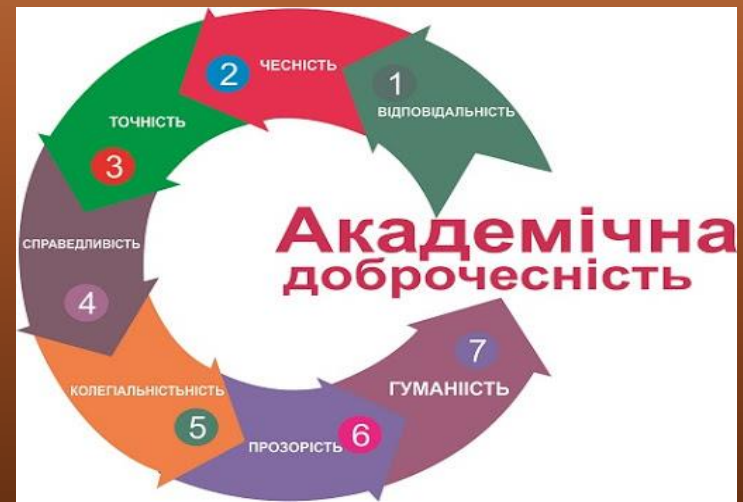 1
ВІДПОВІДАЛЬНІСТЬ
2
ЧЕСНІСТЬ
ТОЧНІСТЬ
3
СПРАВЕДЛИВІСТЬ
4
КОЛЕГІАЛЬНІСТЬНІСТЬ
5
ПРОЗОРІСТЬ
6
7
ГУМАНІІСТЬ
Академічна
доброчесність